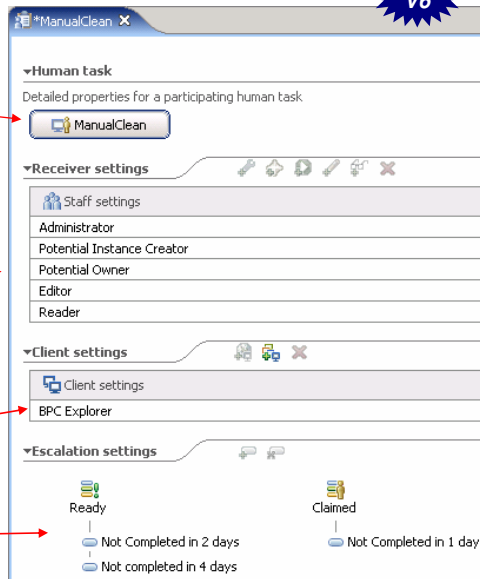 V6
*ManualClean
Human task
Detailed properties for a participating human task
ManualClean
Receiver settings
Staff settings
Administrator
Potential Instance Creator
Potential Owner
Editor
Reader
Client settings
Client settings
BPC Explorer
Escalation settings
Ready
Claimed
Not Completed in 2 days
Not Completed in 1 day
Not completed in 4 days